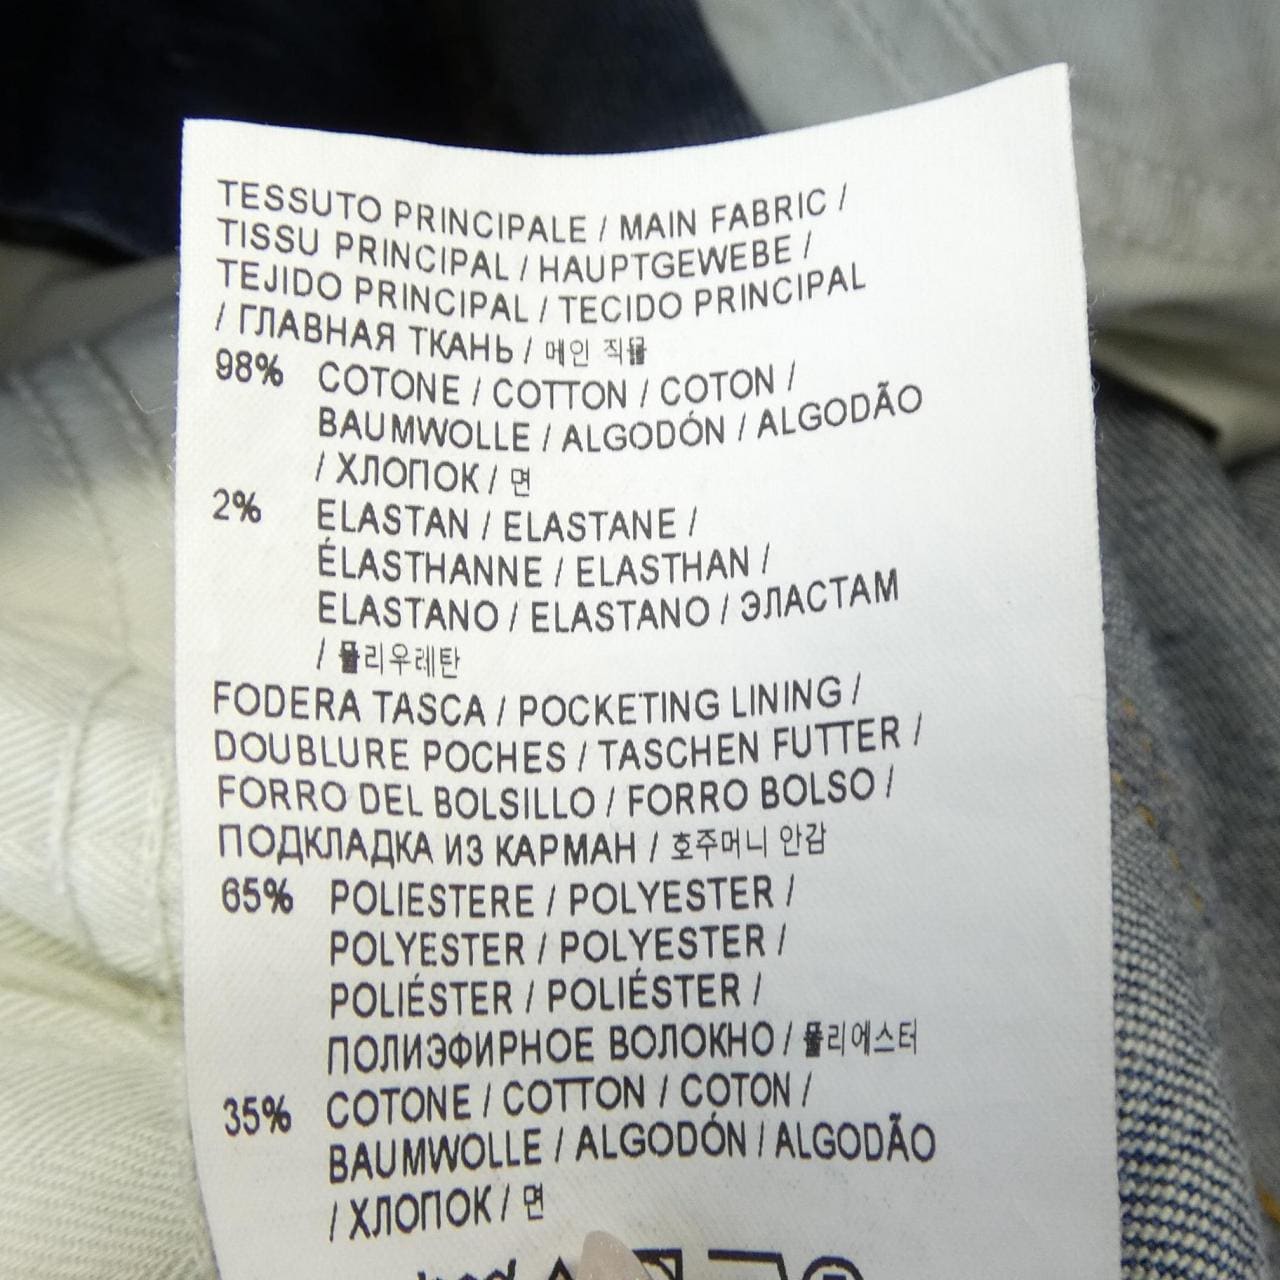 TESSUTO PRINCIPALE / MAIN FABRIC /
TISSU PRINCIPAL / HAUPTGEWEBE /
TEJIDO PRINCIPAL / TECIDO PRINCIPAL
/ ГЛАВНАЯ ТКАНЬ / 메인 직물
98% COTONE / COTTON / COTON /
BAUMWOLLE / ALGODÓN / ALGODÃO
/ ХЛОПОК / 면
2% ELASTAN / ELASTANE /
ÉLASTHANNE / ELASTHAN /
ELASTANO / ELASTANO / ЭЛАСТАМ
/ 폴리우레탄
FODERA TASCA / POCKETING LINING /
DOUBLURE POCHES / TASCHEN FUTTER /
FORRO DEL BOLSILLO / FORRO BOLSO /
ПОДКЛАДКА ИЗ КАРМАН / 호주머니 안감
65% POLIESTERE / POLYESTER /
POLYESTER / POLYESTER /
POLIÉSTER / POLIÉSTER /
ПОЛИЭФИРНОЕ ВОЛОКНО / 폴리에스터
35% COTONE / COTTON / COTON /
BAUMWOLLE / ALGODÓN / ALGODÃO
/ ХЛОПОК / 면